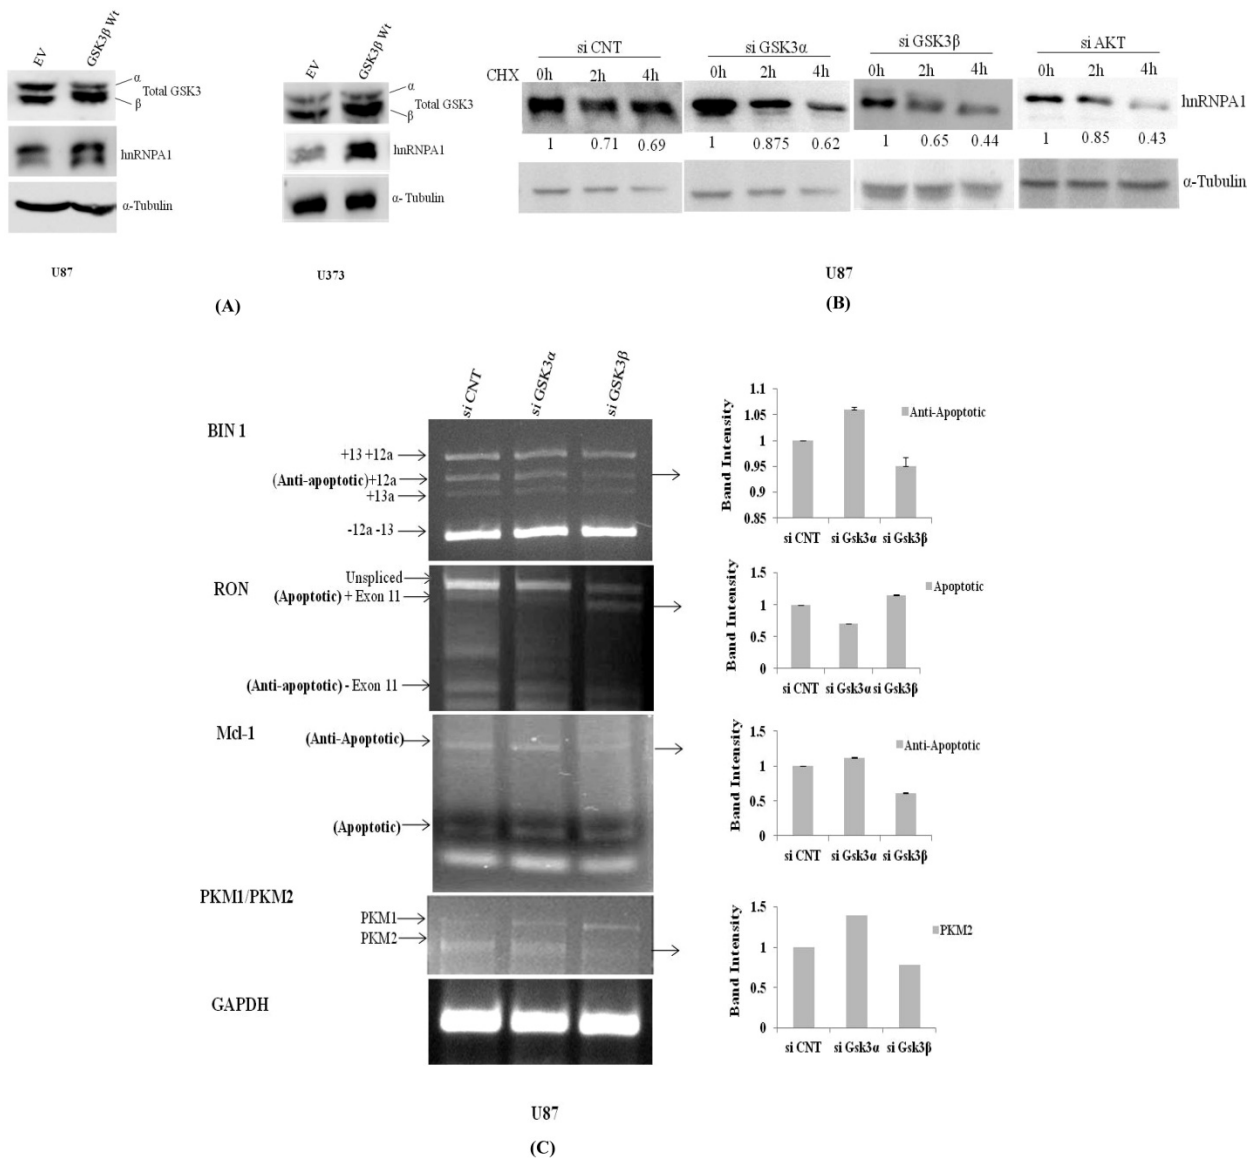 EV GSK3β Wt
α
Total GSK3
β
hnRNPA1
α-Tubulin
U87
EV GSK3β Wt
α
Total GSK3
β
hnRNPA1
α- Tubulin
U373
(A)
si CNT si GSK3α si GSK3β si AKT
CHX 0h 2h 4h 0h 2h 4h 0h 2h 4h 0h 2h 4h
hnRNPA1
1 0.71 0.69 1 0.875 0.62 1 0.65 0.44 1 0.85 0.43
α-Tubulin
U87
(B)
si CNT si GSK3α si GSK3β
BIN 1
+13 +12a
(Anti-apoptotic)+12a
+13a
-12a -13
RON
Unspliced
(Apoptotic) + Exon 11
(Anti-apoptotic) - Exon 11
Mcl-1
(Anti-Apoptotic)
(Apoptotic)
PKM1/PKM2
PKM1
PKM2
GAPDH
Band Intensity
1.1
1.05
1
0.95
0.9
0.85
Anti-Apoptotic
si CNT si Gsk3α si Gsk3β
Band Intensity
1.5
1
0.5
0
Apoptotic
si CNT si Gsk3α si Gsk3β
Band Intensity
1.5
1
0.5
0
Anti-Apoptotic
si CNT si Gsk3α si Gsk3β
Band Intensity
1.5
1
0.5
0
PKM2
si CNT si Gsk3α si Gsk3β
U87
(C)